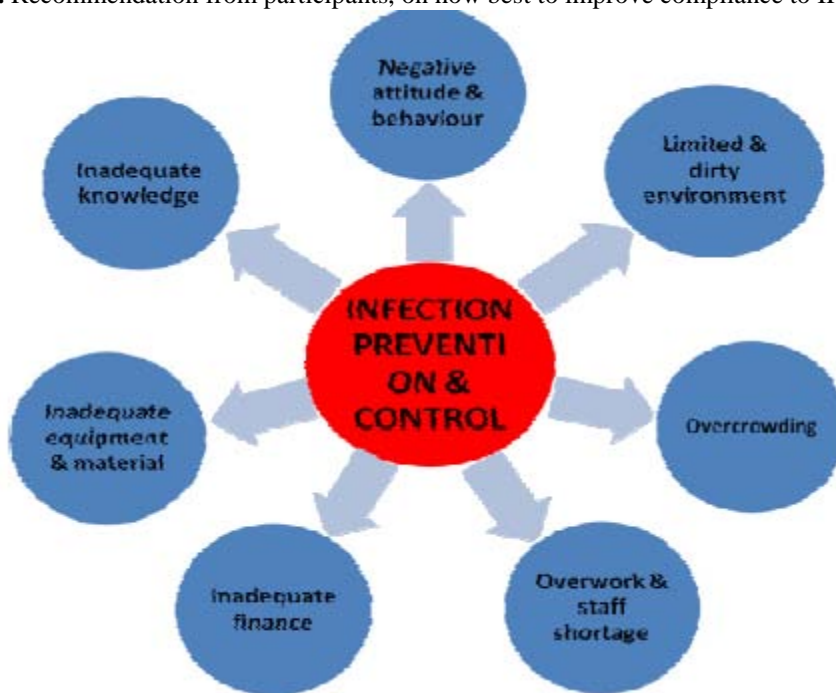 Recommendation from participants, on how best to improve compliance to
Negative
attitude &
behaviour
Limited &
dirty
environment
Inadequate
knowledge
INFECTION
PREVENTI
ON &
CONTROL
Overcrowding
Inadequate
equipment
& material
Overwork &
staff
shortage
Inadequate
finance